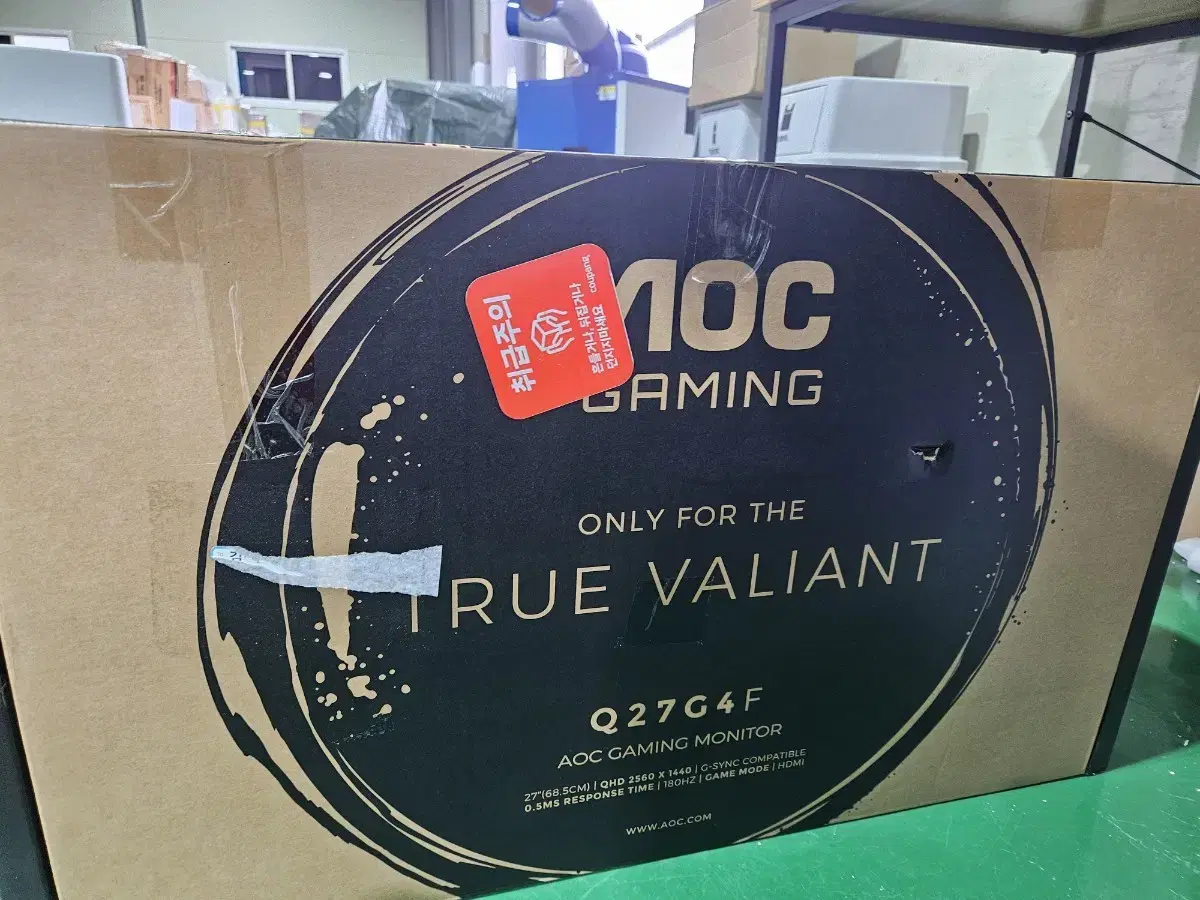 AOC
GAMING
취급주의
흔들거나, 뒤집거나
던지지마세요
coupang
ONLY FOR THE
TRUE VALIANT
Q27G4F
AOC GAMING MONITOR
27"(68.5CM) | QHD 2560 X 1440 | G-SYNC COMPATIBLE
0.5MS RESPONSE TIME | 180HZ | GAME MODE | HDMI
WWW.AOC.COM